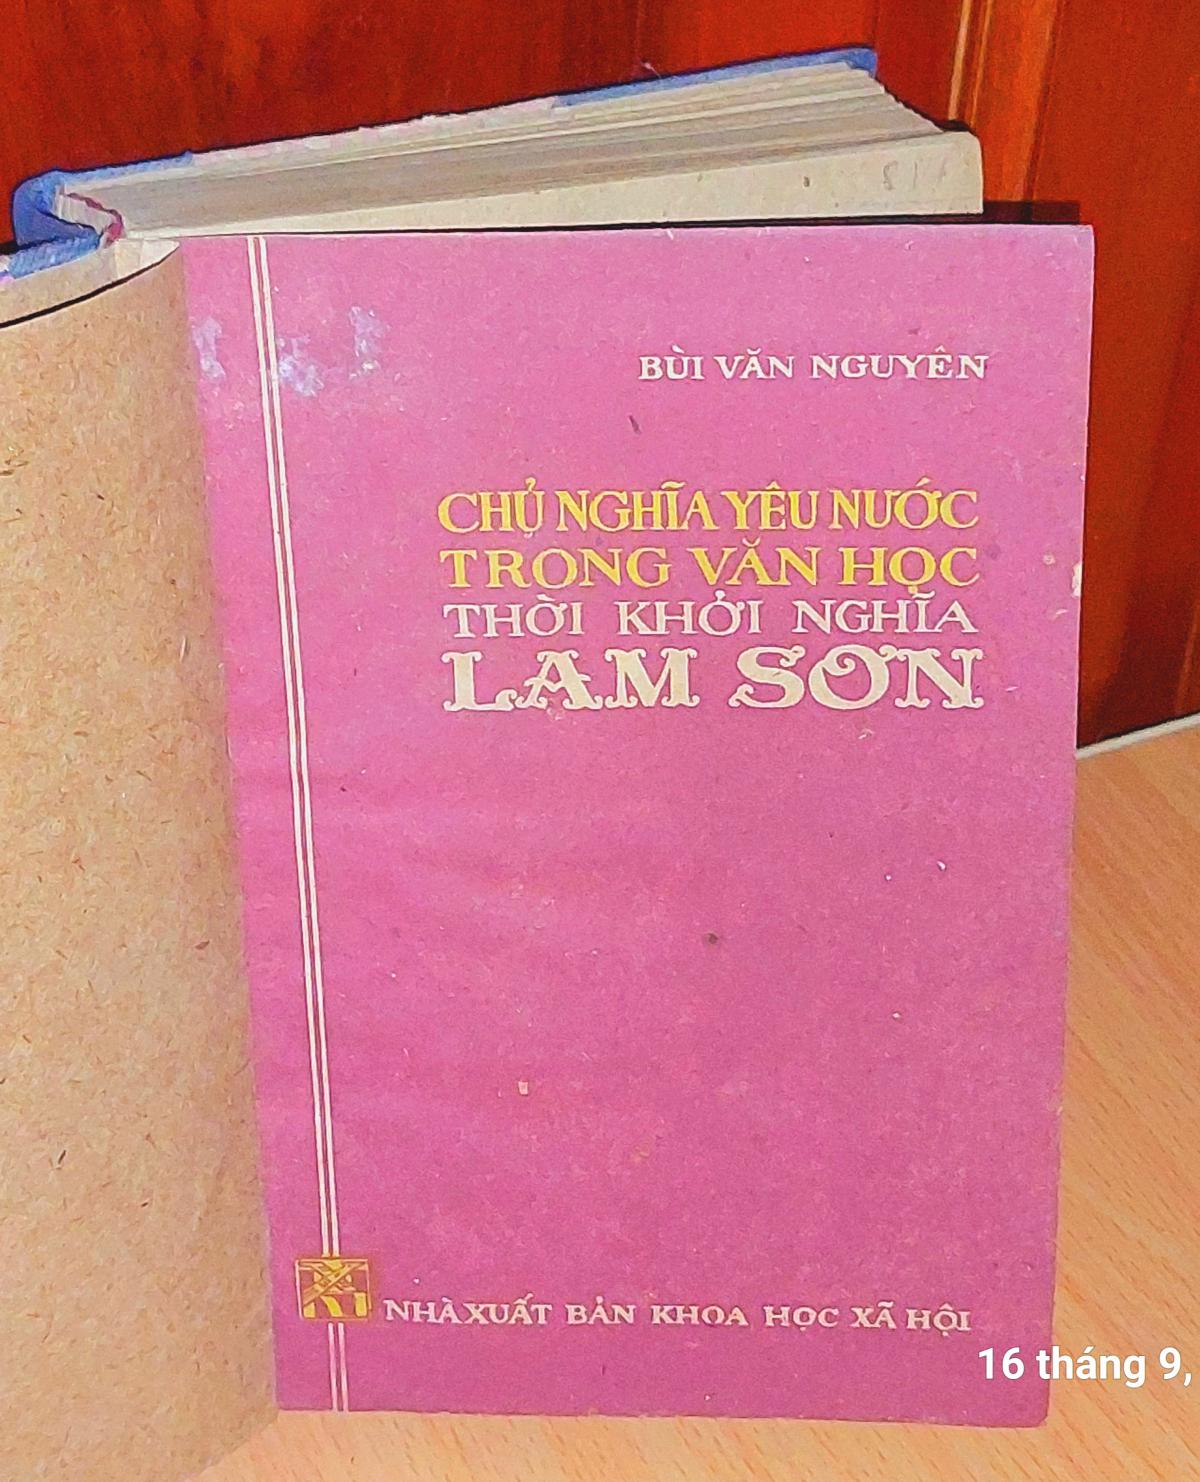 BÙI VĂN NGUYÊN
CHỦ NGHĨA YÊU NƯỚC
TRONG VĂN HỌC
THỜI KHỞI NGHĨA
LAM SƠN
NHÀ XUẤT BẢN KHOA HỌC XÃ HỘI
16 tháng 9,